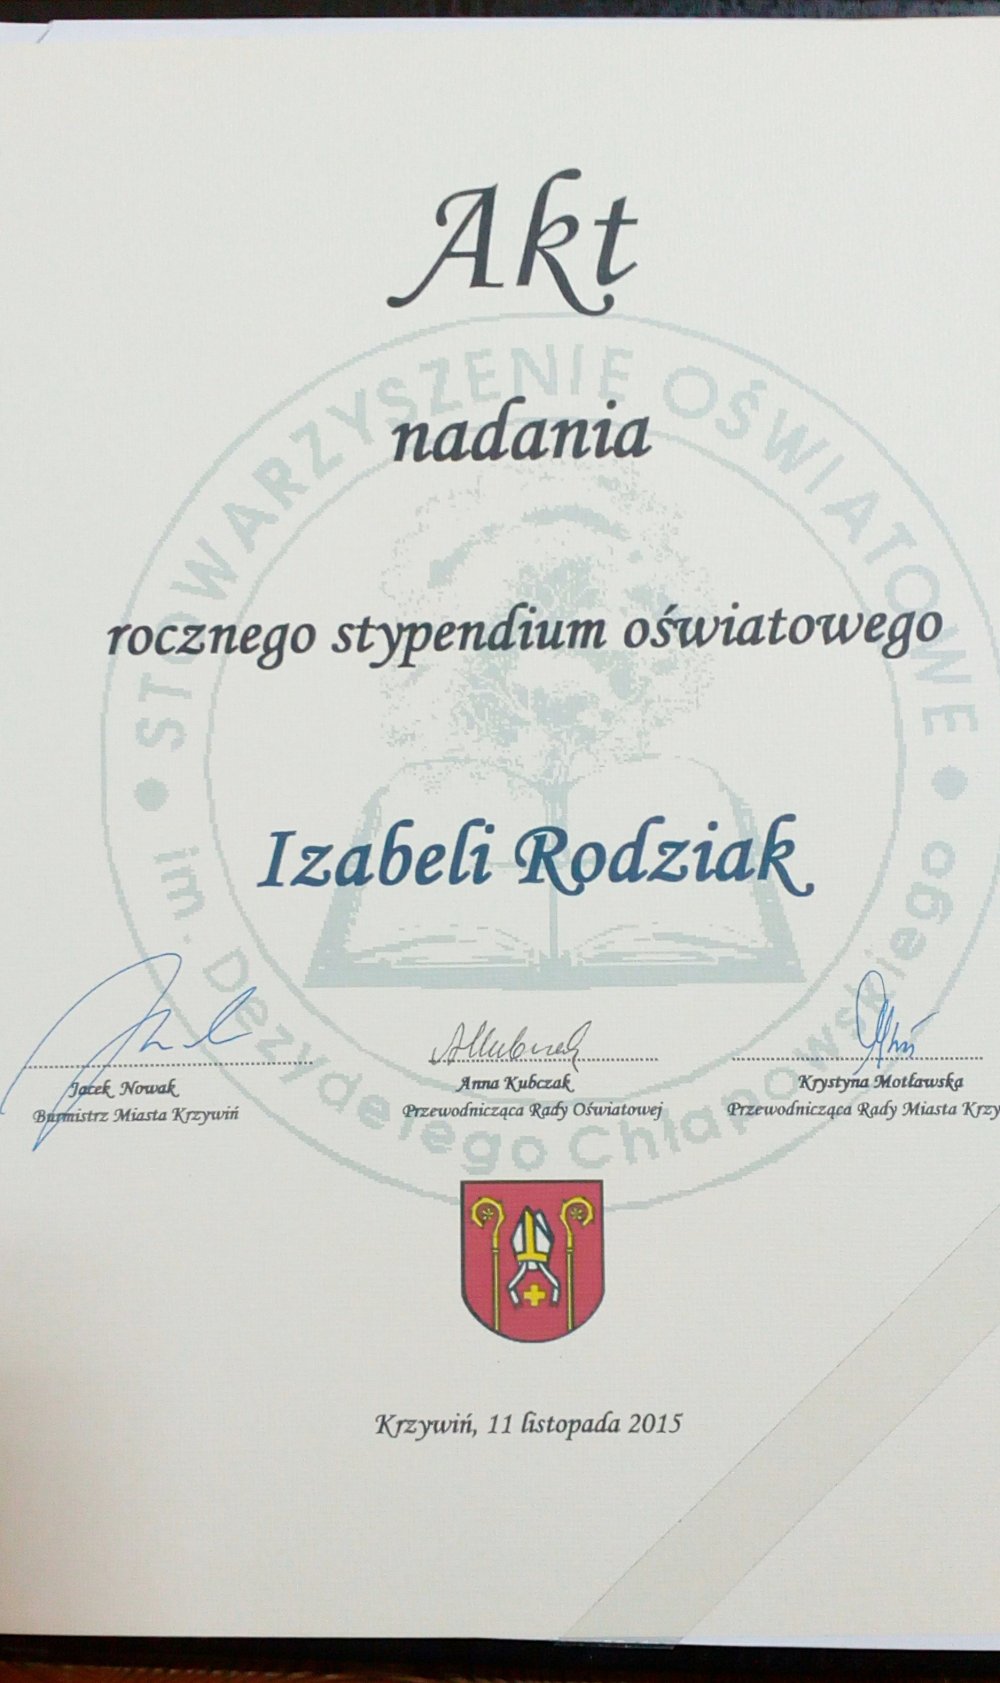 Akt
STOWARZYSZENIE OŚWIATOWE
nadania
rocznego stypendium oświatowego
Izabeli Rodziak
im. Dezyderego Chłapowskiego
Jacek Nowak
Burmistrz Miasta Krzywiń
Anna Kubczak
Przewodnicząca Rady Oświatowej
Krystyna Motławska
Przewodnicząca Rady Miasta Krzy
Krzywiń, 11 listopada 2015